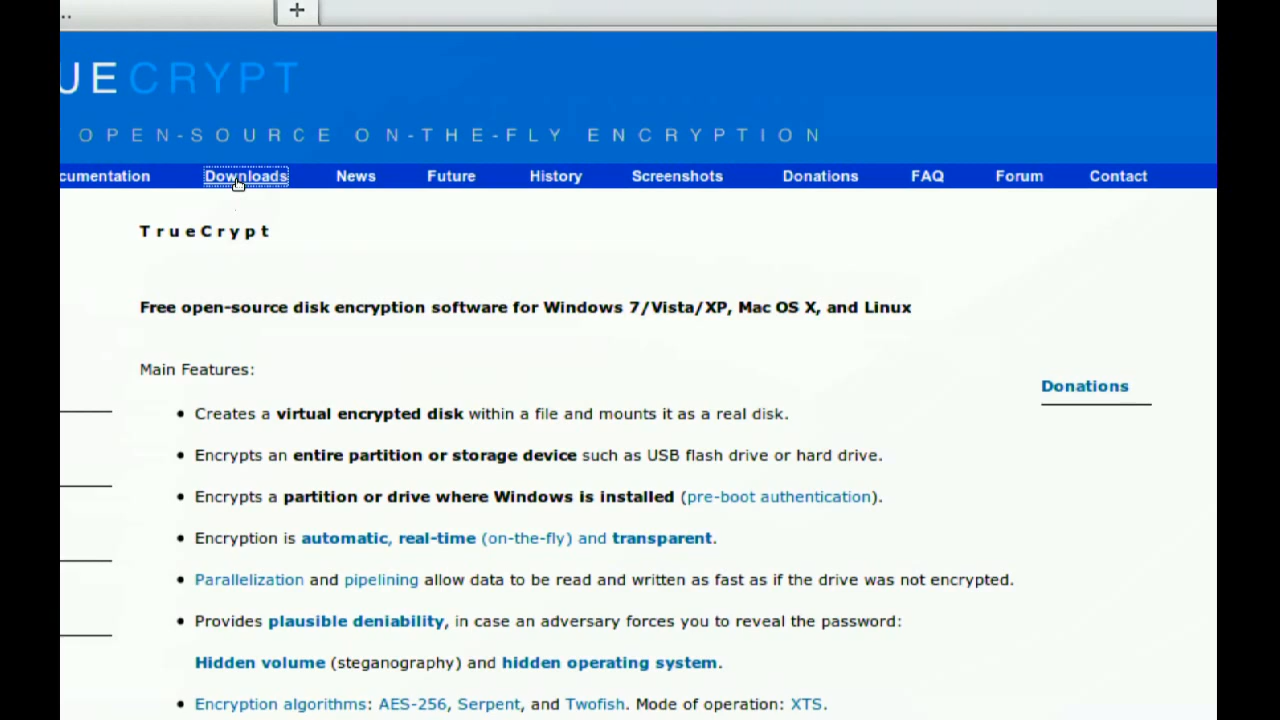 ..
UECRYPT
OPEN-SOURCE ON-THE-FLY ENCRYPTION
cumentation Downloads News Future History Screenshots Donations FAQ Forum Contact
TrueCrypt
Free open-source disk encryption software for Windows 7/Vista/XP, Mac OS X, and Linux
Main Features:
Donations
• Creates a virtual encrypted disk within a file and mounts it as a real disk.
• Encrypts an entire partition or storage device such as USB flash drive or hard drive.
• Encrypts a partition or drive where Windows is installed (pre-boot authentication).
• Encryption is automatic, real-time (on-the-fly) and transparent.
• Parallelization and pipelining allow data to be read and written as fast as if the drive was not encrypted.
• Provides plausible deniability, in case an adversary forces you to reveal the password:
Hidden volume (steganography) and hidden operating system.
• Encryption algorithms: AES-256, Serpent, and Twofish. Mode of operation: XTS.